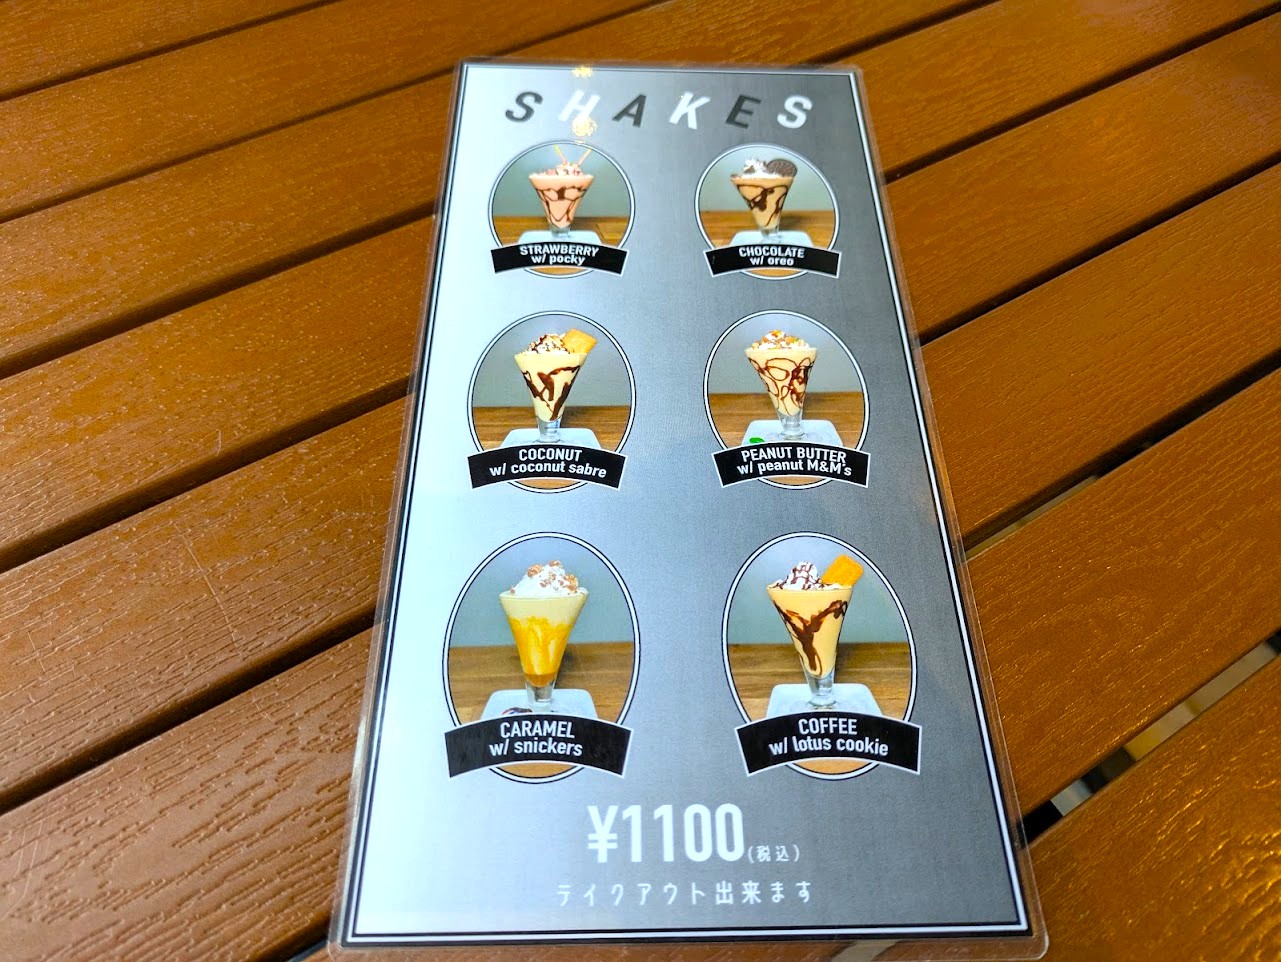 SHAKES
STRAWBERRY
w/ pocky
CHOCOLATE
w/ oreo
COCONUT
w/ coconut sabre
PEANUT BUTTER
w/ peanut M&M's
CARAMEL
w/ snickers
COFFEE
w/ lotus cookie
¥1100(税込)
テイクアウト出来ます